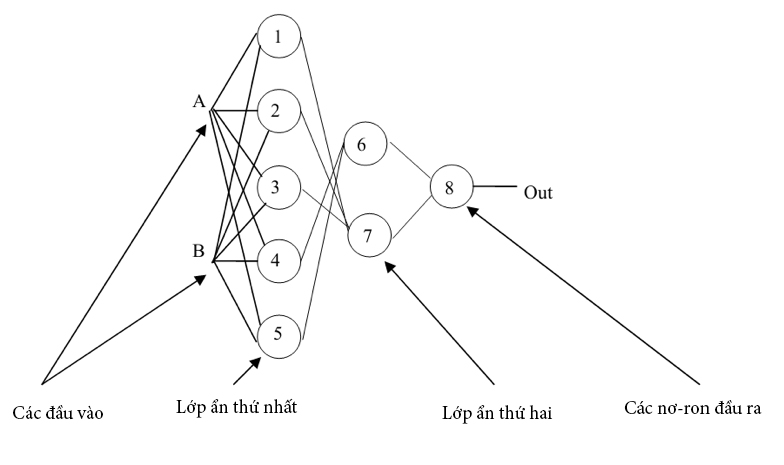 1
A
2
6
3
8
Out
7
B
4
5
Các đầu vào
Lớp ẩn thứ nhất
Lớp ẩn thứ hai
Các nơ-ron đầu ra